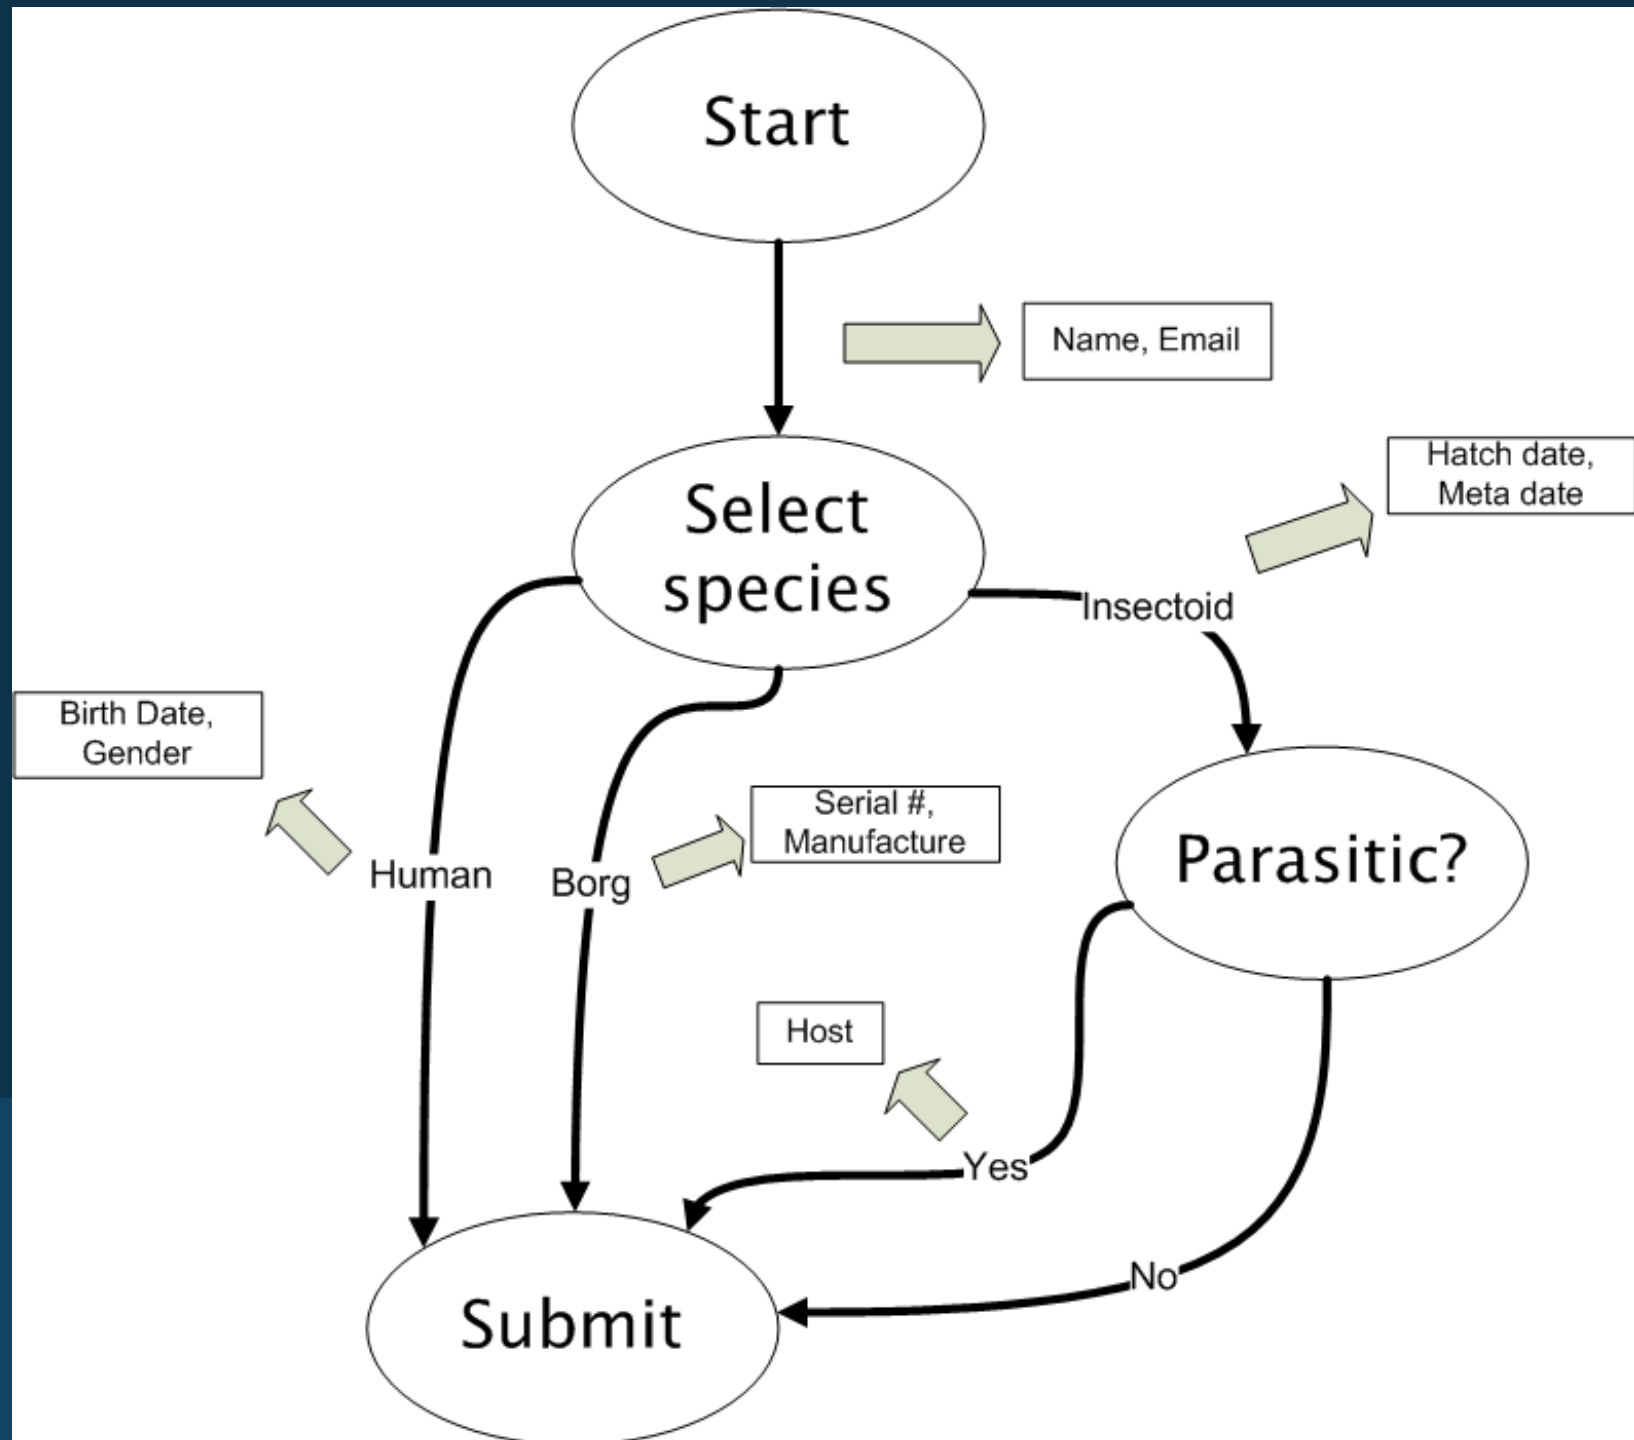 Start
Name, Email
Select
species
Hatch date,
Meta date
Insectoid
Birth Date,
Gender
Serial #,
Manufacture
Human
Borg
Parasitic?
Host
Yes
No
Submit